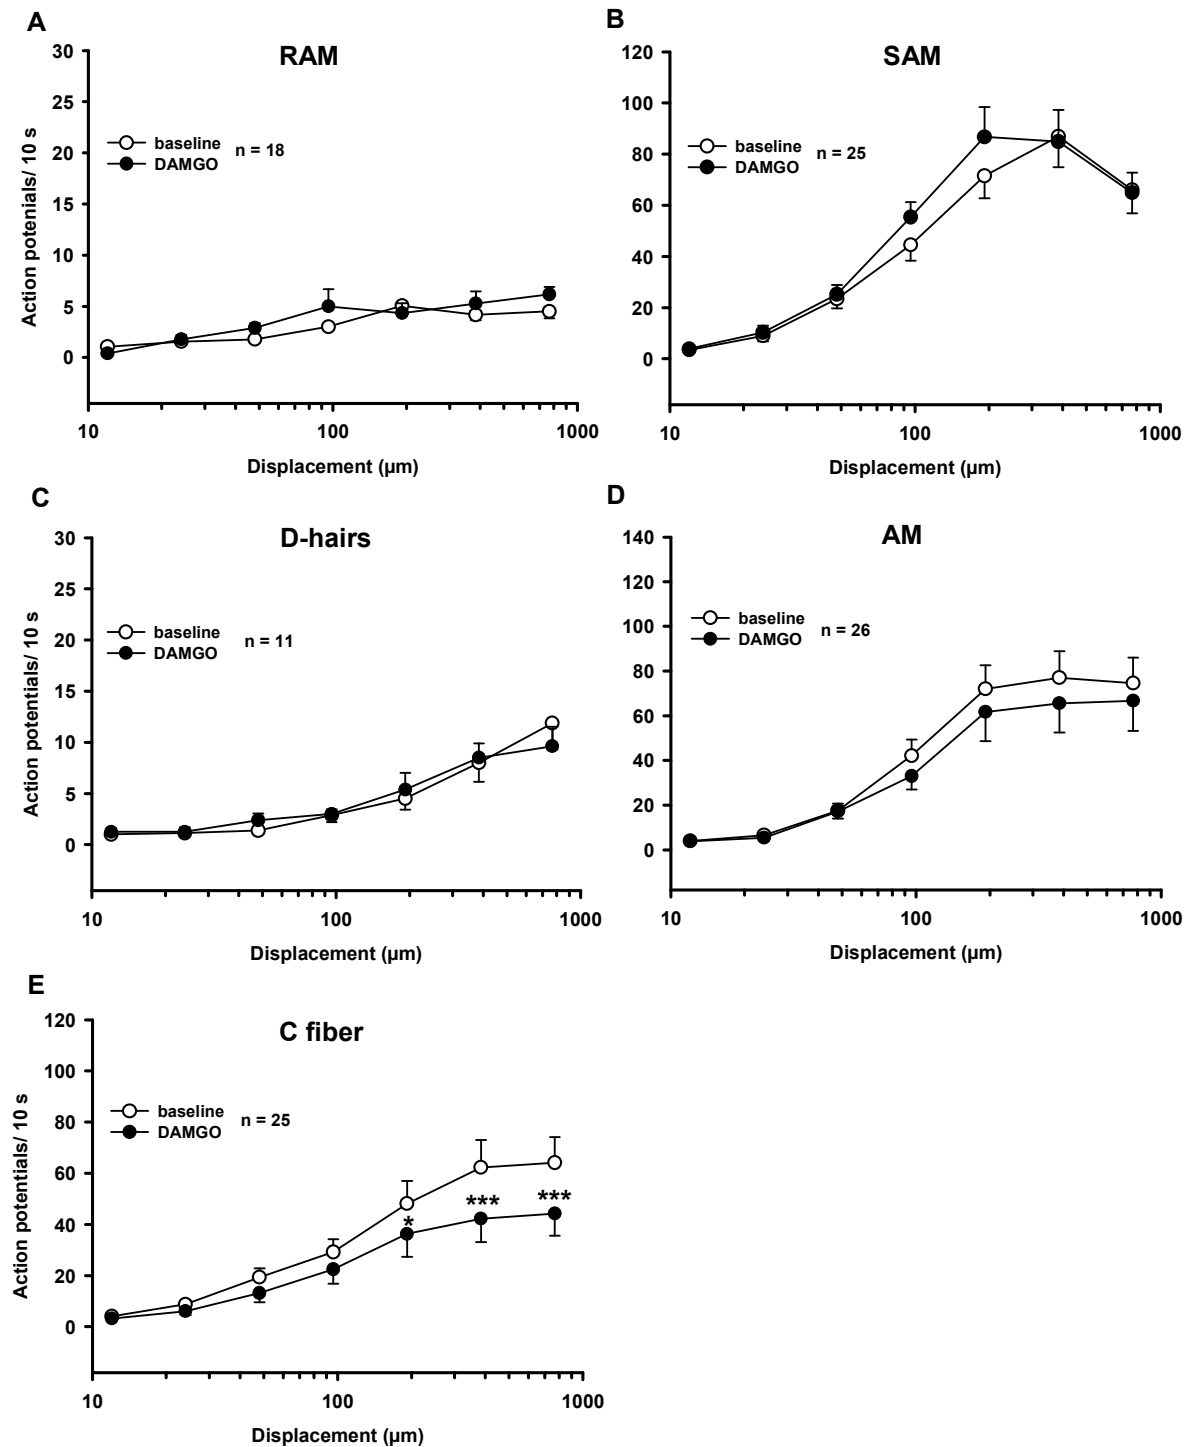 A
RAM
30
25
20
15
10
5
0
Action potenials/ 10 s
baseline
DAMGO
n = 18
10
100
1000
Displacement (µm)
B
SAM
120
100
80
60
40
20
0
baseline
DAMGO
n = 25
10
100
1000
Displacement (µm)
C
D-hairs
30
25
20
15
10
5
0
Action potentials/ 10 s
baseline
DAMGO
n = 11
10
100
1000
Displacement (µm)
D
AM
140
120
100
80
60
40
20
0
baseline
DAMGO
n = 26
10
100
1000
Displacement (µm)
E
C fiber
120
100
80
60
40
20
0
Action potentials/ 10 s
baseline
DAMGO
n = 25
*
***
***
10
100
1000
Displacement (µm)